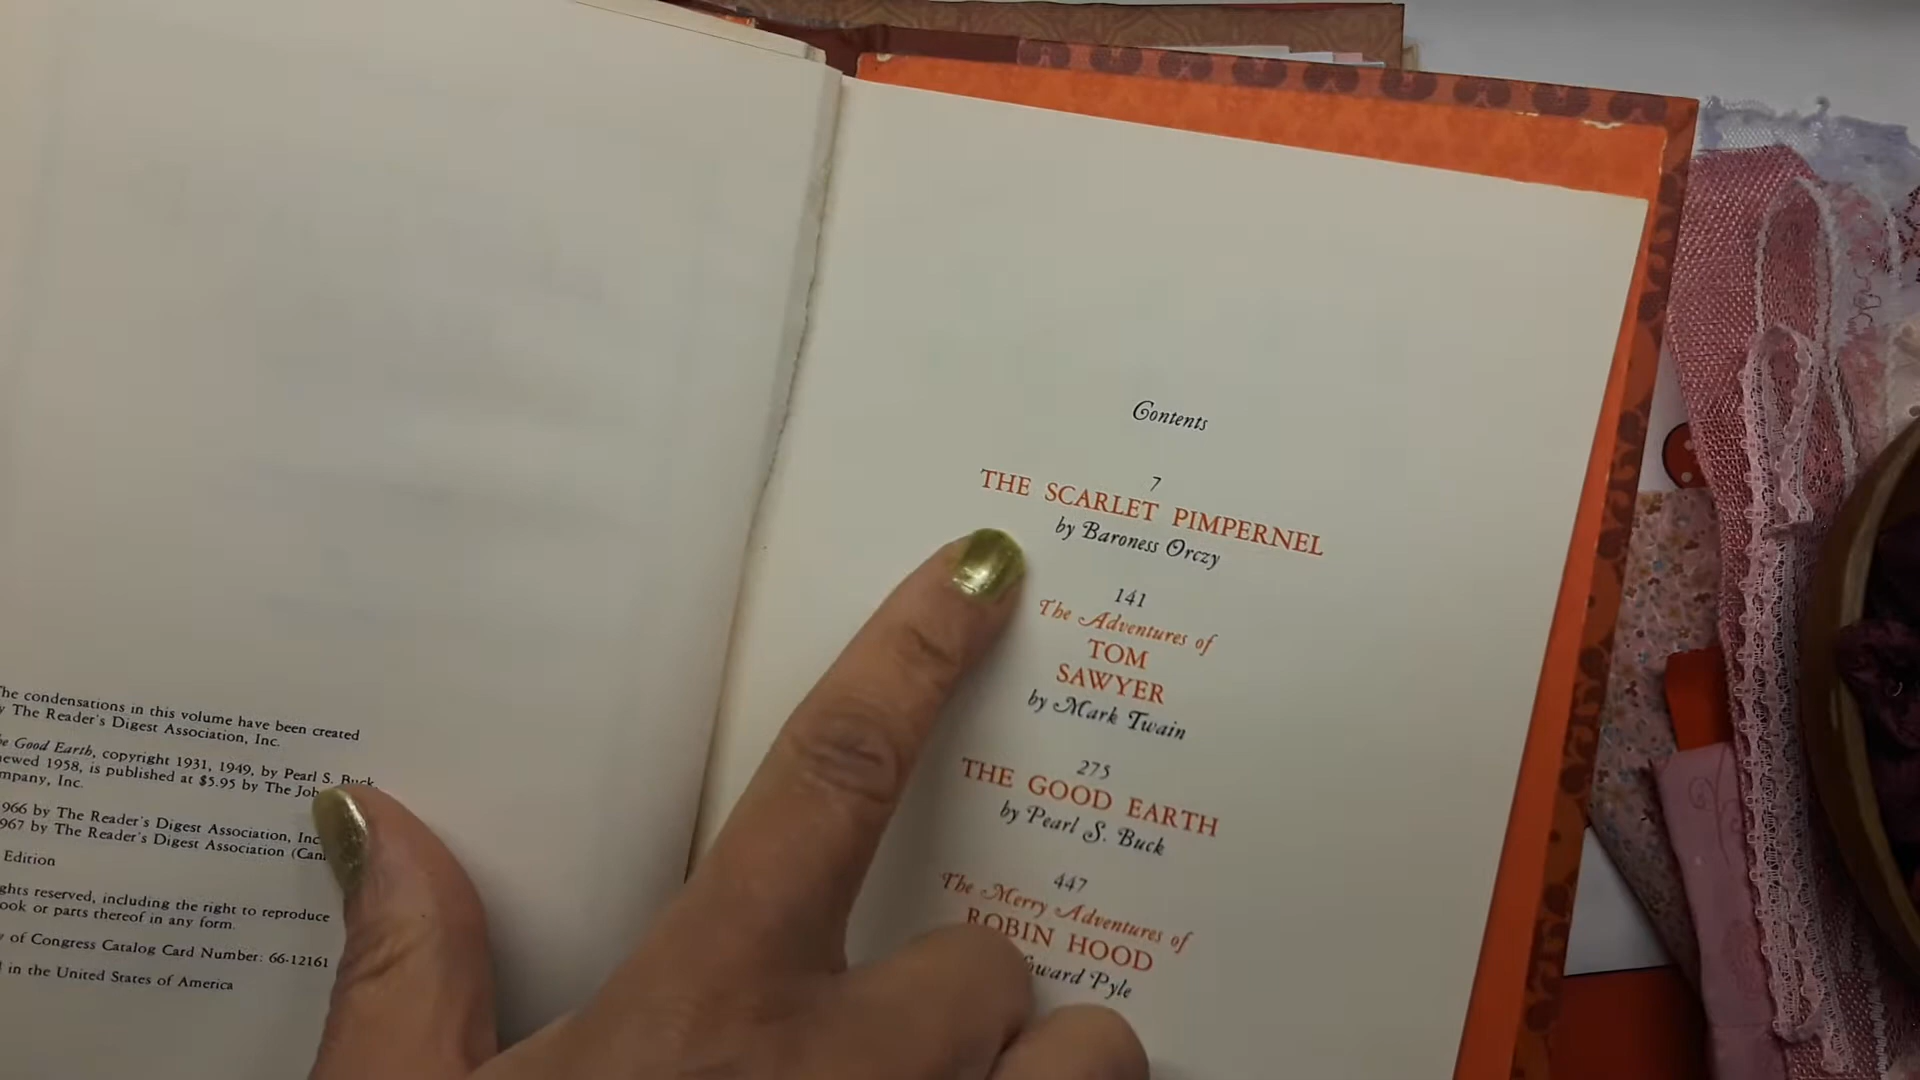 The condensations in this volume have been created
The Reader's Digest Association, Inc.
Good Earth, copyright 1931, 1949, by Pearl S. Buck,
1958, is published at $5.95 by The
Inc.
966 by The Reader's Digest Association, Inc
967 by The Reader's Digest Association
Edition
reserved, including the right to reproduce
or parts thereof in any form.
of Congress Catalog Card Number: 66-12161
in the United States of America
Contents
7
THE SCARLET PIMPERNEL
by Baroness Orczy
141
The Adventures of
TOM
SAWYER
by Mark Twain
275
THE GOOD EARTH
by Pearl S. Buck
447
The Merry Adventures of
ROBIN HOOD
Howard Pyle